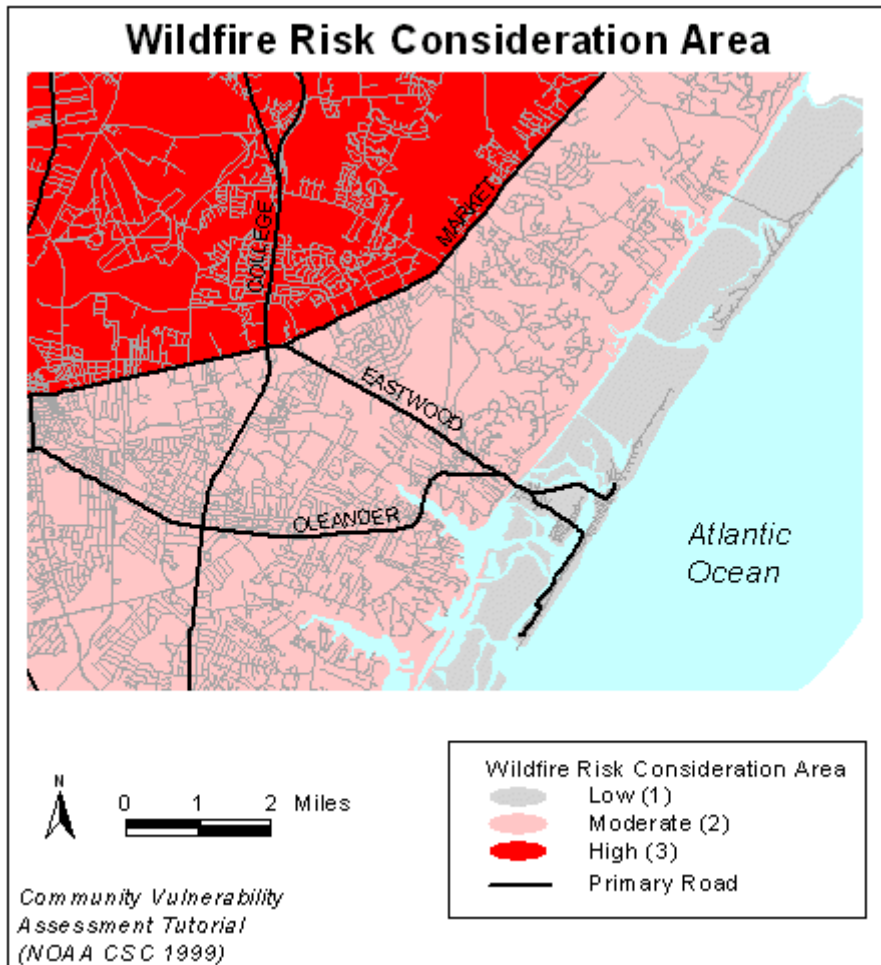 Wildfire Risk Consideration Area
COLLEGE
MARKET
EASTWOOD
OLEANDER
Atlantic
Ocean
N
0 1 2 Miles
Wildfire Risk Consideration Area
Low (1)
Moderate (2)
High (3)
Primary Road
Community Vulnerability
Assessment Tutorial
(NOAA CSC 1999)